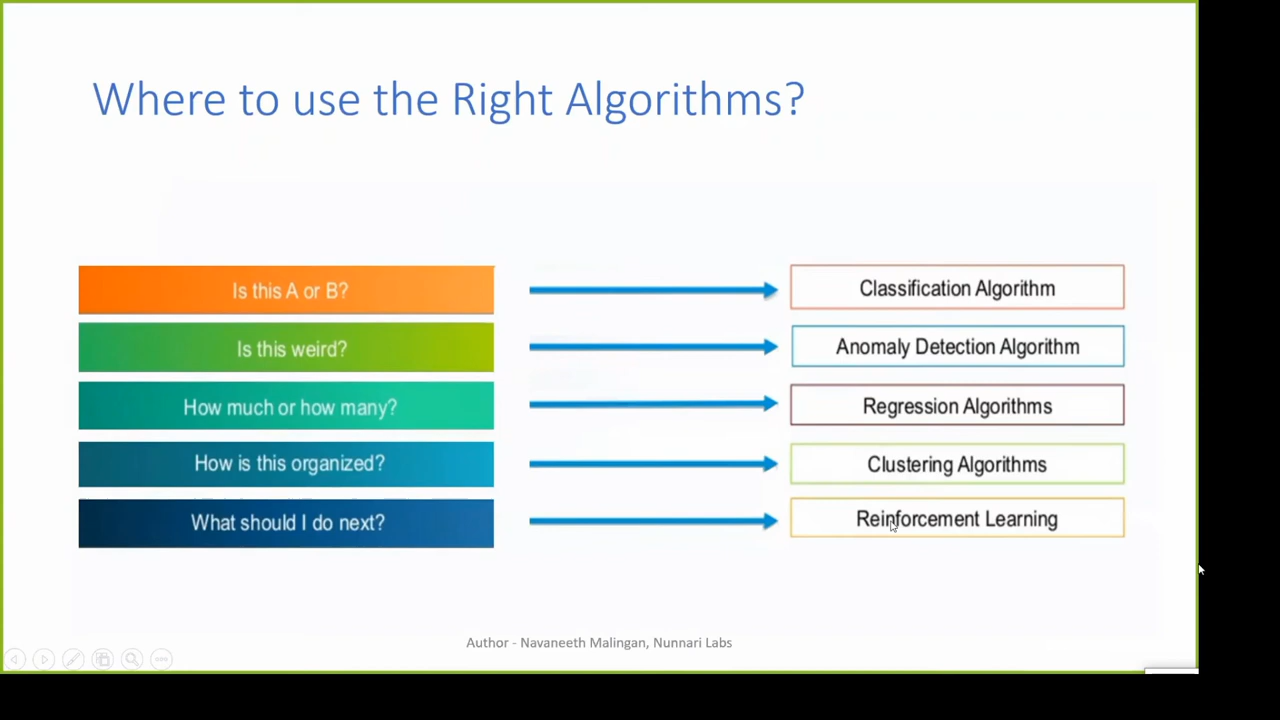 Where to use the Right Algorithms?
Is this A or B?
Classification Algorithm
Is this weird?
Anomaly Detection Algorithm
How much or how many?
Regression Algorithms
How is this organized?
Clustering Algorithms
What should I do next?
Reinforcement Learning
Author - Navaneeth Malingan, Nunnari Labs